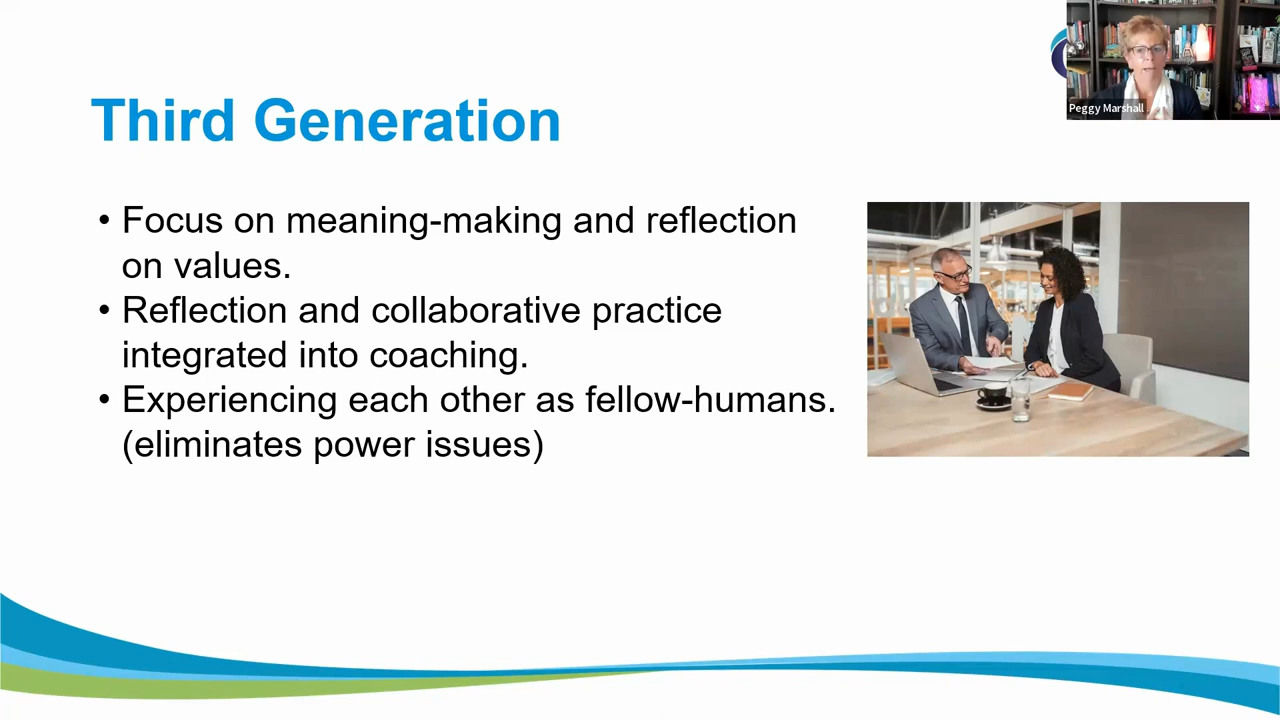 Third Generation
• Focus on meaning-making and reflection
on values.
• Reflection and collaborative practice
integrated into coaching.
• Experiencing each other as fellow-humans.
(eliminates power issues)
Peggy Marshall